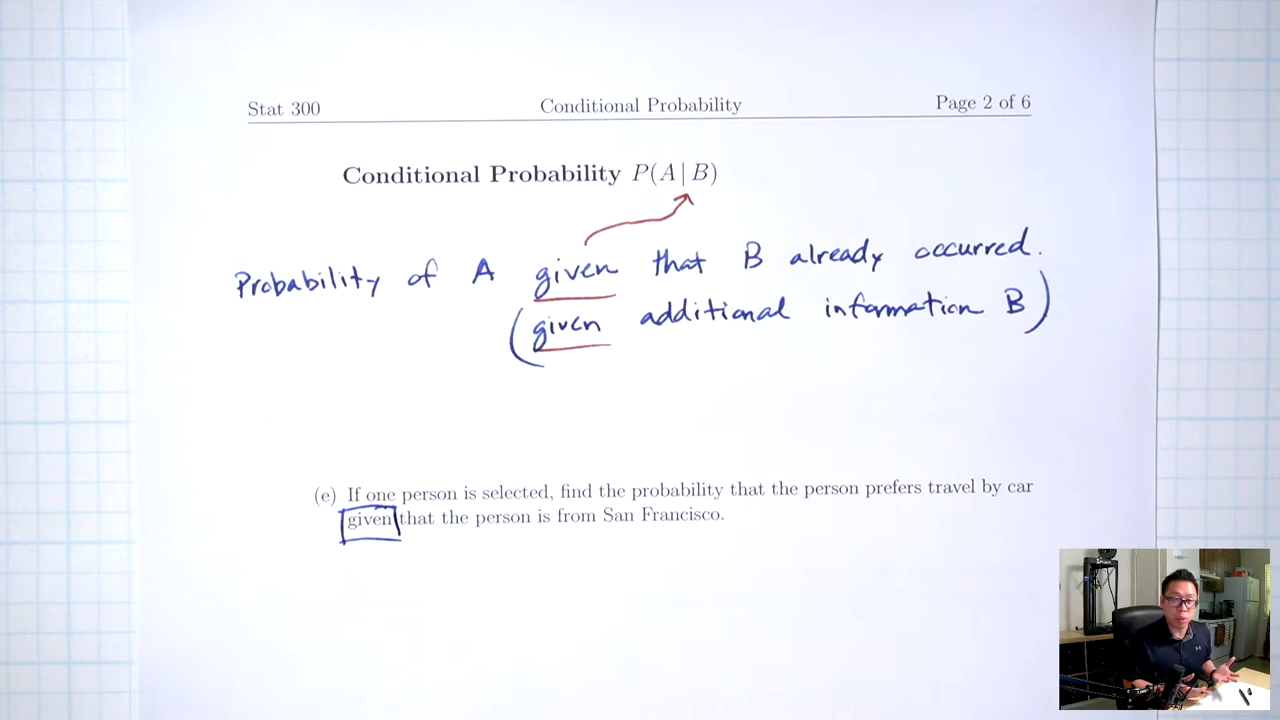 Stat 300 Conditional Probability Page 2 of 6
Conditional Probability P(A | B)
Probability of A given that B already occurred.
(given additional information B)
(e) If one person is selected, find the probability that the person prefers travel by car
given that the person is from San Francisco.